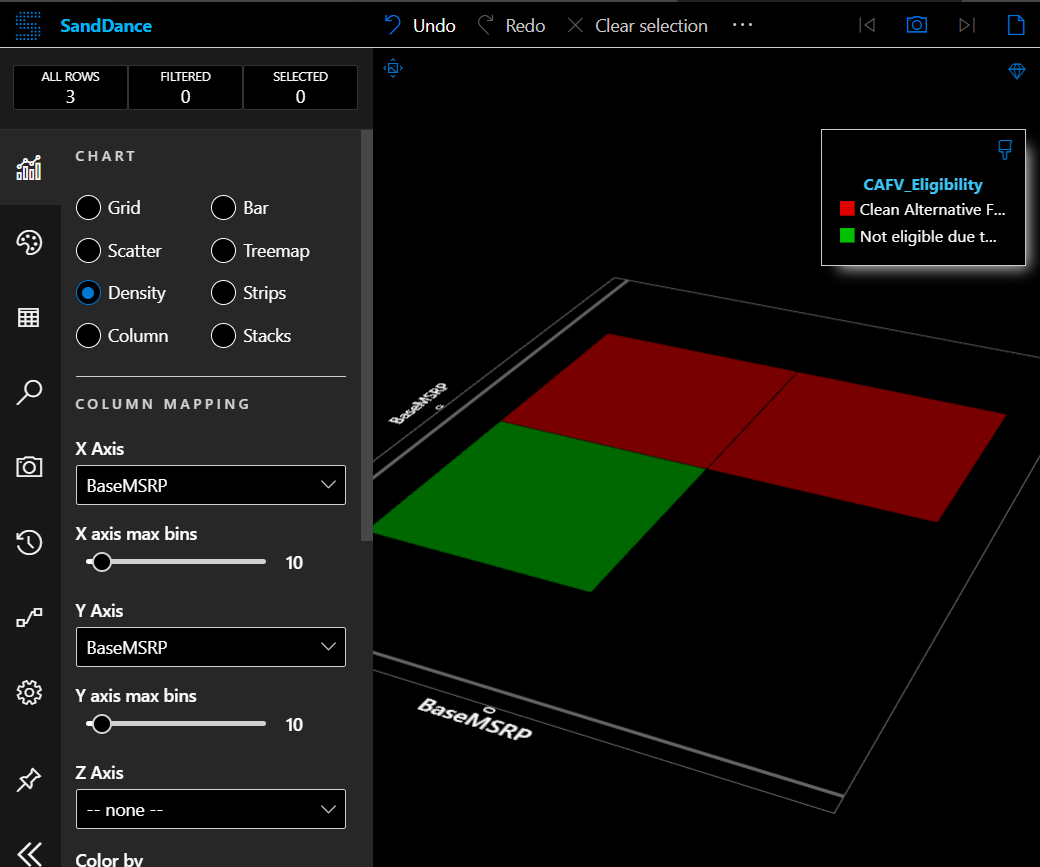 SandDance
Undo
Redo
Clear selection
ALL ROWS
3
FILTERED
0
SELECTED
0
CHART
Grid
Bar
Scatter
Treemap
Density
Strips
Column
Stacks
COLUMN MAPPING
X Axis
BaseMSRP
X axis max bins
10
Y Axis
BaseMSRP
Y axis max bins
10
Z Axis
-- none --
Color by
CAFV_Eligibility
Clean Alternative F...
Not eligible due t...
BaseMSRP
0
0
BaseMSRP